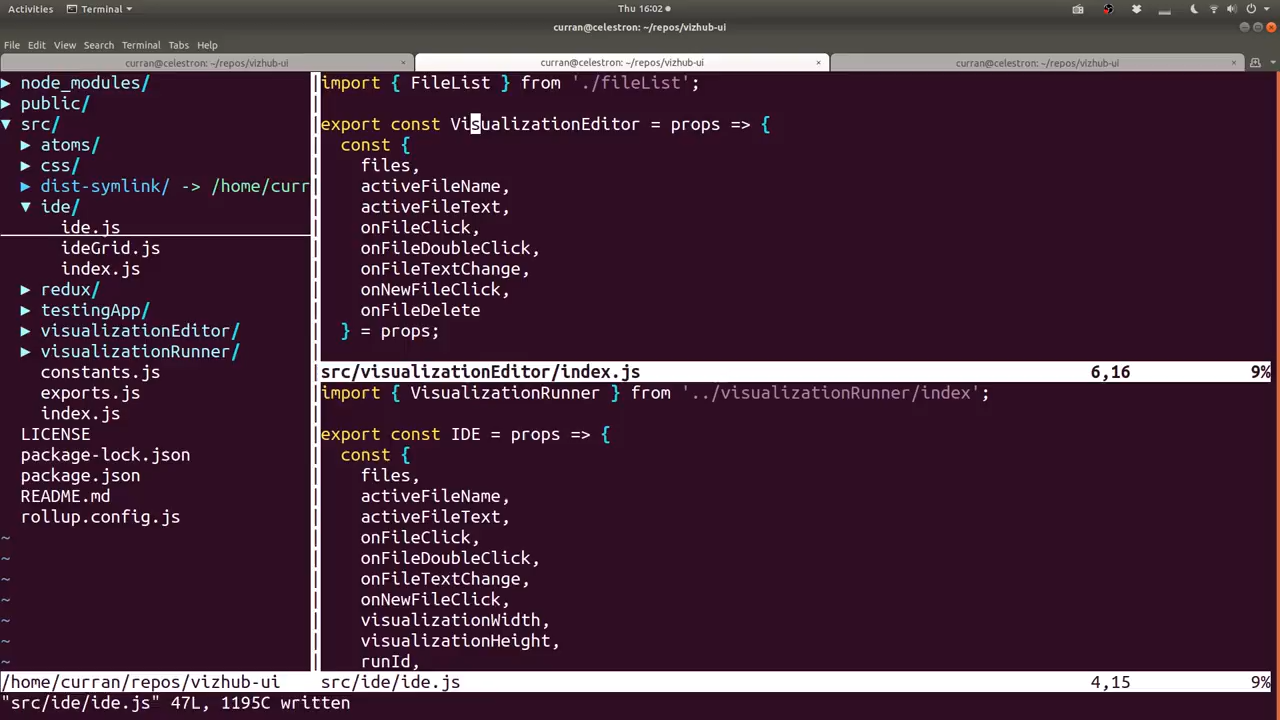 Activities Terminal Thu 16:02
curran@celestron: ~/repos/vizhub-ui
File Edit View Search Terminal Tabs Help
curran@celestron: ~/repos/vizhub-ui × curran@celestron: ~/repos/vizhub-ui × curran@celestron: ~/repos/vizhub-ui ×
▶ node_modules/
▶ public/
▼ src/
▶ atoms/
▶ css/
▶ dist-symlink/ -> /home/curr
▼ ide/
ide.js
ideGrid.js
index.js
▶ redux/
▶ testingApp/
▶ visualizationEditor/
▶ visualizationRunner/
constants.js
exports.js
index.js
LICENSE
package-lock.json
package.json
README.md
rollup.config.js
~
~
~
~
~
~
~
/home/curran/repos/vizhub-ui
import { FileList } from './fileList';
export const VisualizationEditor = props => {
const {
files,
activeFileName,
activeFileText,
onFileClick,
onFileDoubleClick,
onFileTextChange,
onNewFileClick,
onFileDelete
} = props;
src/visualizationEditor/index.js 6,16 9%
import { VisualizationRunner } from '../visualizationRunner/index';
export const IDE = props => {
const {
files,
activeFileName,
activeFileText,
onFileClick,
onFileDoubleClick,
onFileTextChange,
onNewFileClick,
visualizationWidth,
visualizationHeight,
runId,
src/ide/ide.js 4,15 9%
"src/ide/ide.js" 47L, 1195C written